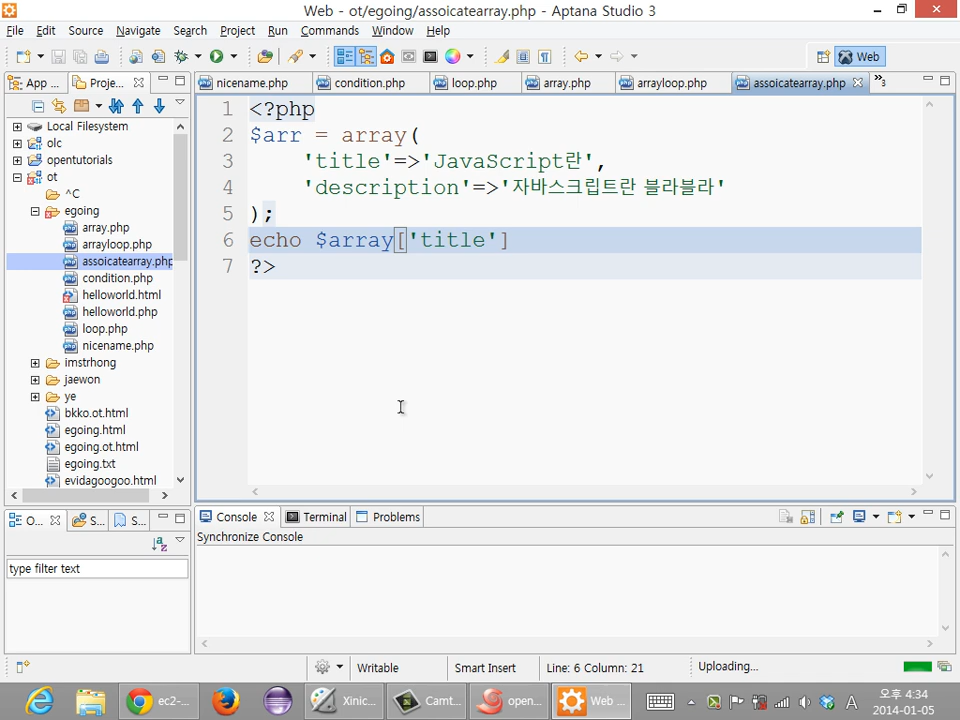 Web - ot/egoing/assoicatearray.php - Aptana Studio 3
File Edit Source Navigate Search Project Run Commands Window Help
Web
App ... Proje...
nicename.php condition.php loop.php array.php arrayloop.php assoicatearray.php »3
Local Filesystem
olc
opentutorials
ot
^C
egoing
array.php
arrayloop.php
assoicatearray.php
condition.php
helloworld.html
helloworld.php
loop.php
nicename.php
imstrhong
jaewon
ye
bkko.ot.html
egoing.html
egoing.ot.html
egoing.txt
evidagoogoo.html
1 <?php
2 $arr = array(
3 'title'=>'JavaScript란',
4 'description'=>'자바스크립트란 블라블라'
5 );
6 echo $array['title']
7 ?>
O... S... S...
type filter text
Console Terminal Problems
Synchronize Console
Writable Smart Insert Line: 6 Column: 21 Uploading...
ec2-... Xinic... Camt... open... Web ... A
오후 4:34
2014-01-05